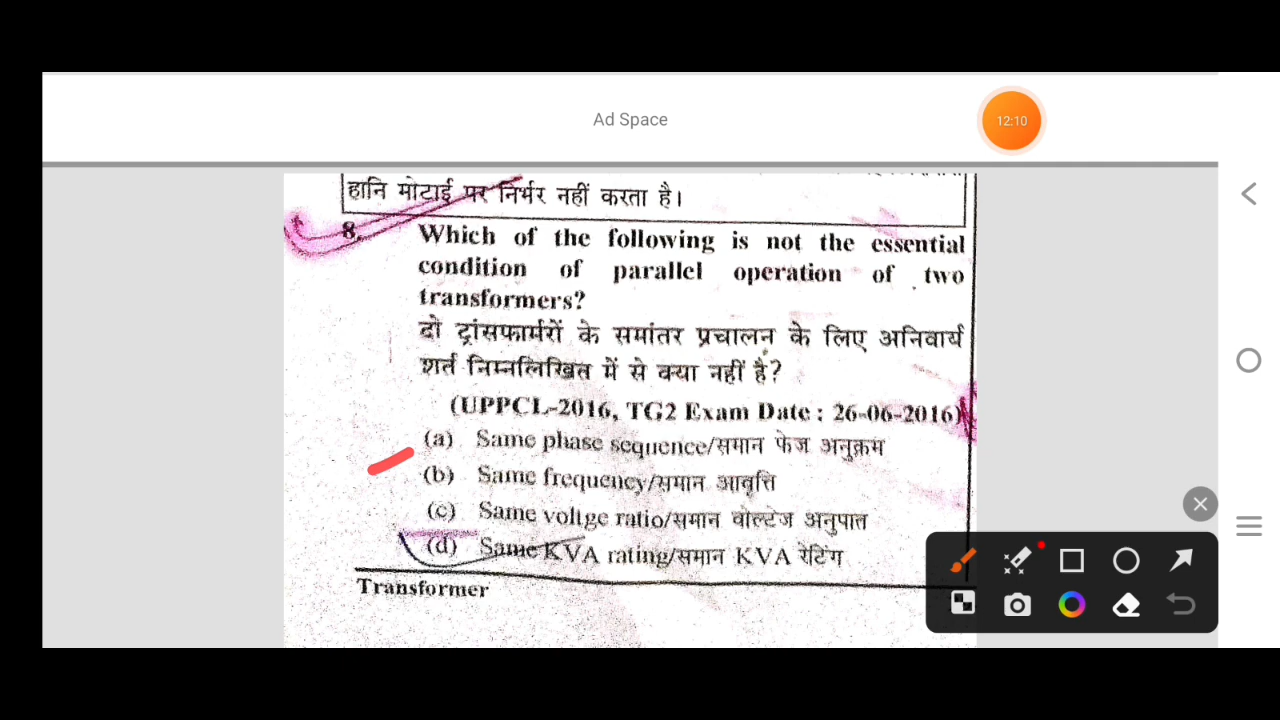 Ad Space
12:10
हानि मोटाई पर निर्भर नहीं करता है।
8. Which of the following is not the essential
condition of parallel operation of two
transformers?
दो ट्रांसफार्मरों के समांतर प्रचालन के लिए अनिवार्य
शर्त निम्नलिखित में से क्या नहीं है?
(UPPCL-2016, TG2 Exam Date : 26-06-2016)
(a) Same phase sequence/समान फेज अनुक्रम
(b) Same frequency/समान आवृत्ति
(c) Same voltge ratio/समान वोल्टेज अनुपात
(d) Same KVA rating/समान KVA रेटिंग
Transformer